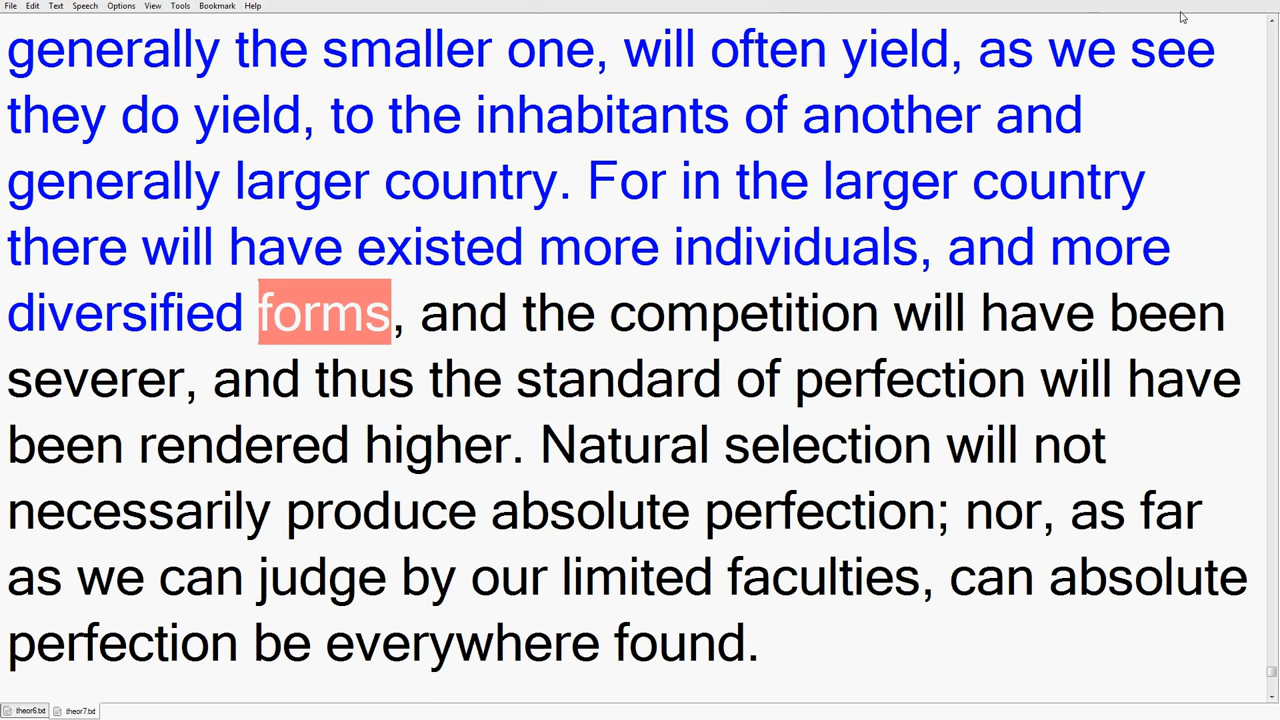 File Edit Text Speech Options View Tools Bookmark Help
generally the smaller one, will often yield, as we see
they do yield, to the inhabitants of another and
generally larger country. For in the larger country
there will have existed more individuals, and more
diversified forms, and the competition will have been
severer, and thus the standard of perfection will have
been rendered higher. Natural selection will not
necessarily produce absolute perfection; nor, as far
as we can judge by our limited faculties, can absolute
perfection be everywhere found.
theor6.txt theor7.txt